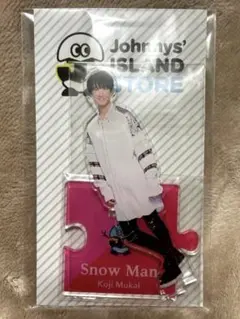 Johnnys'
ISLAND
STORE
Snow Man
Koji Mukai